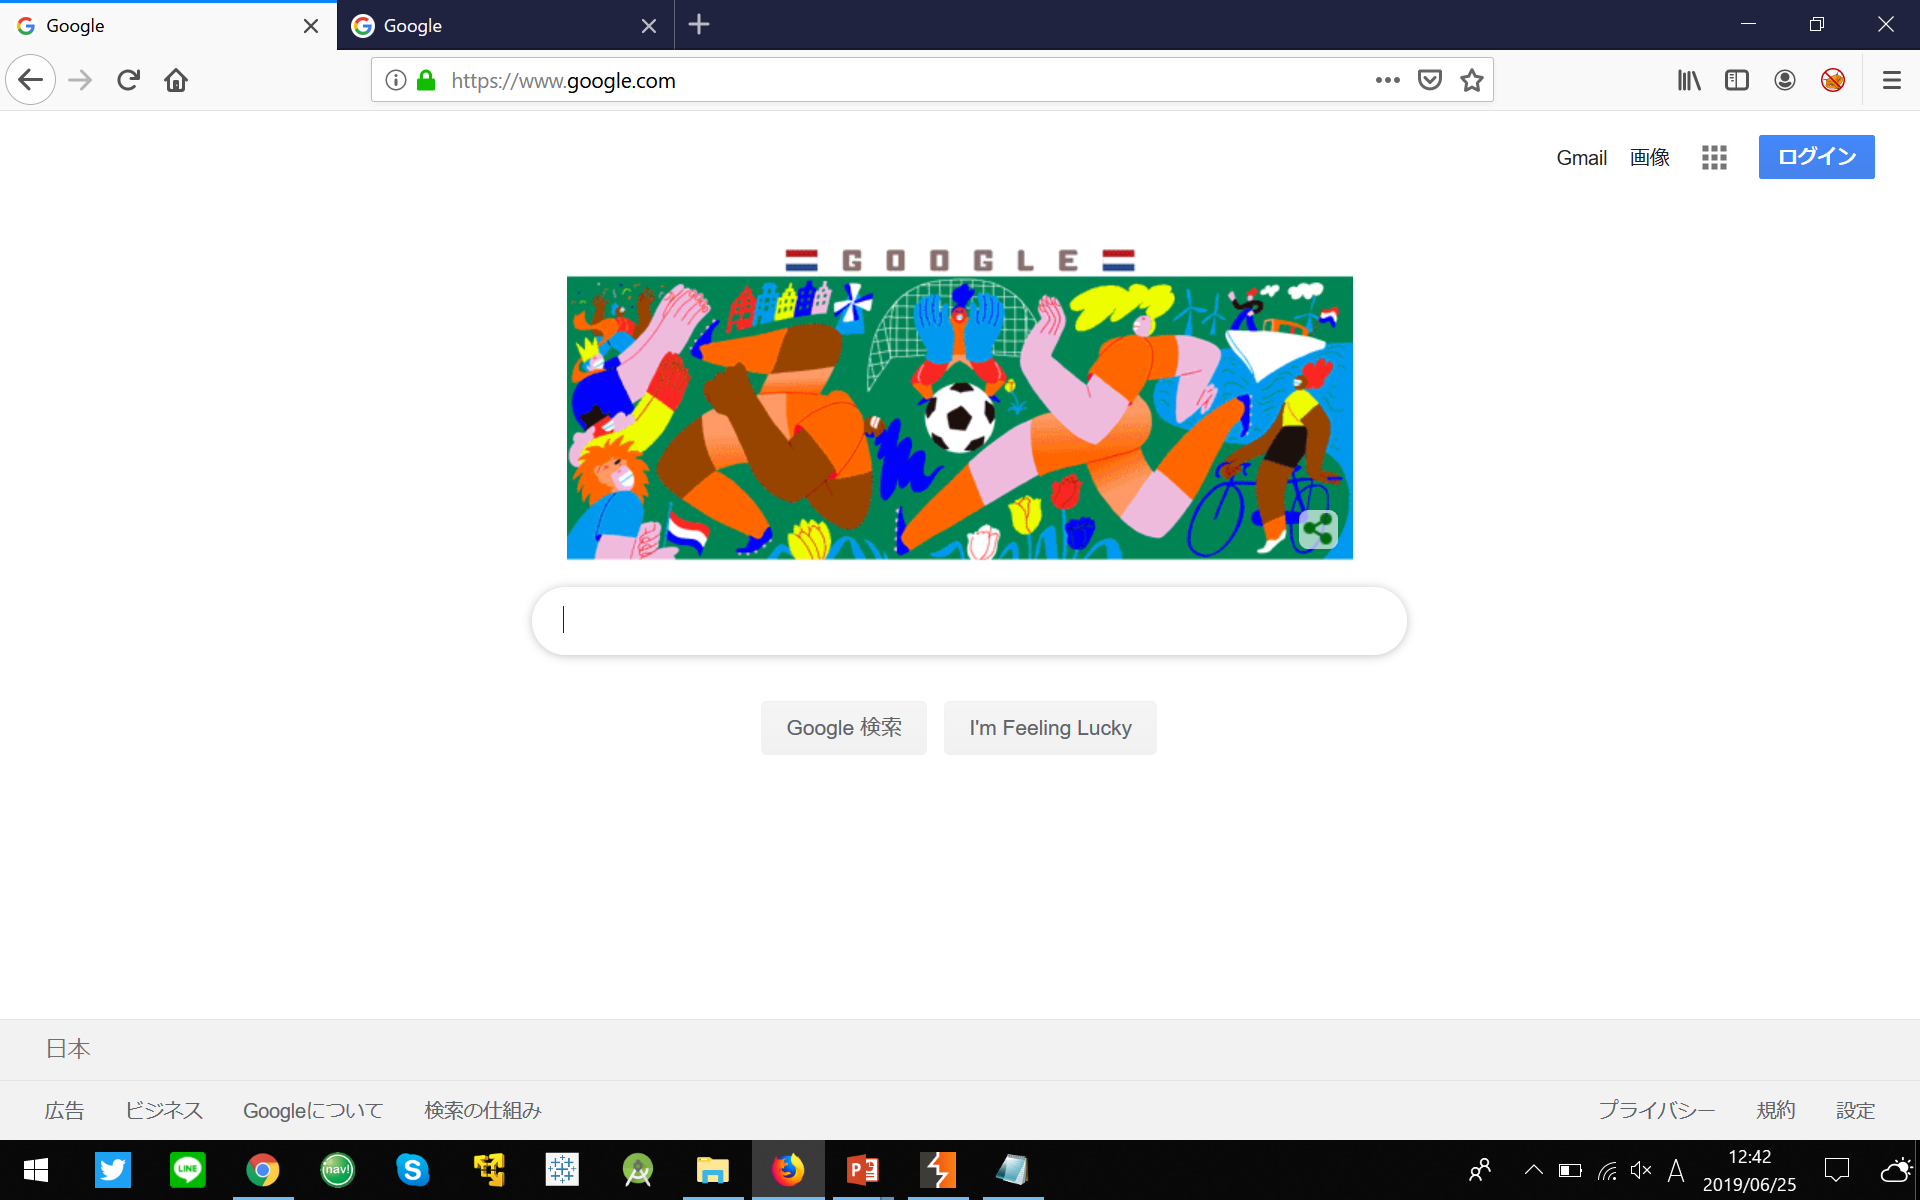 Google
Google
https://www.google.com
Gmail 画像 ログイン
GOOGLE
Google 検索 I'm Feeling Lucky
日本
広告 ビジネス Googleについて 検索の仕組み プライバシー 規約 設定
LINE
nav!
S
P
A
12:42
2019/06/25